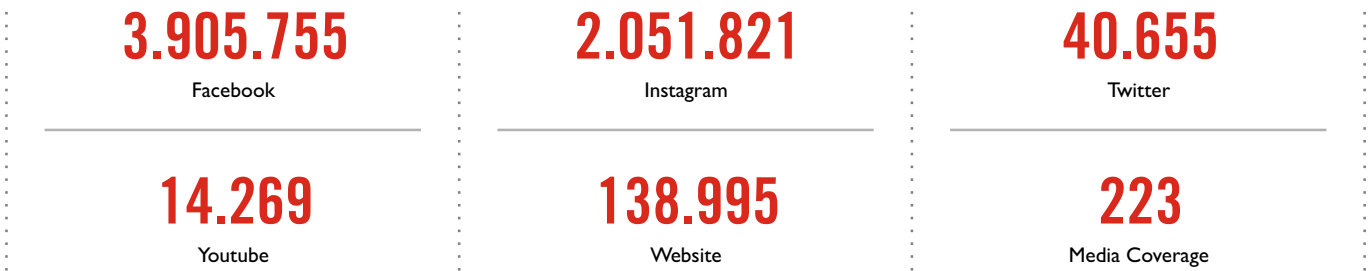 3.905.755
Facebook
2.051.821
Instagram
40.655
Twitter
14.269
Youtube
138.995
Website
223
Media Coverage